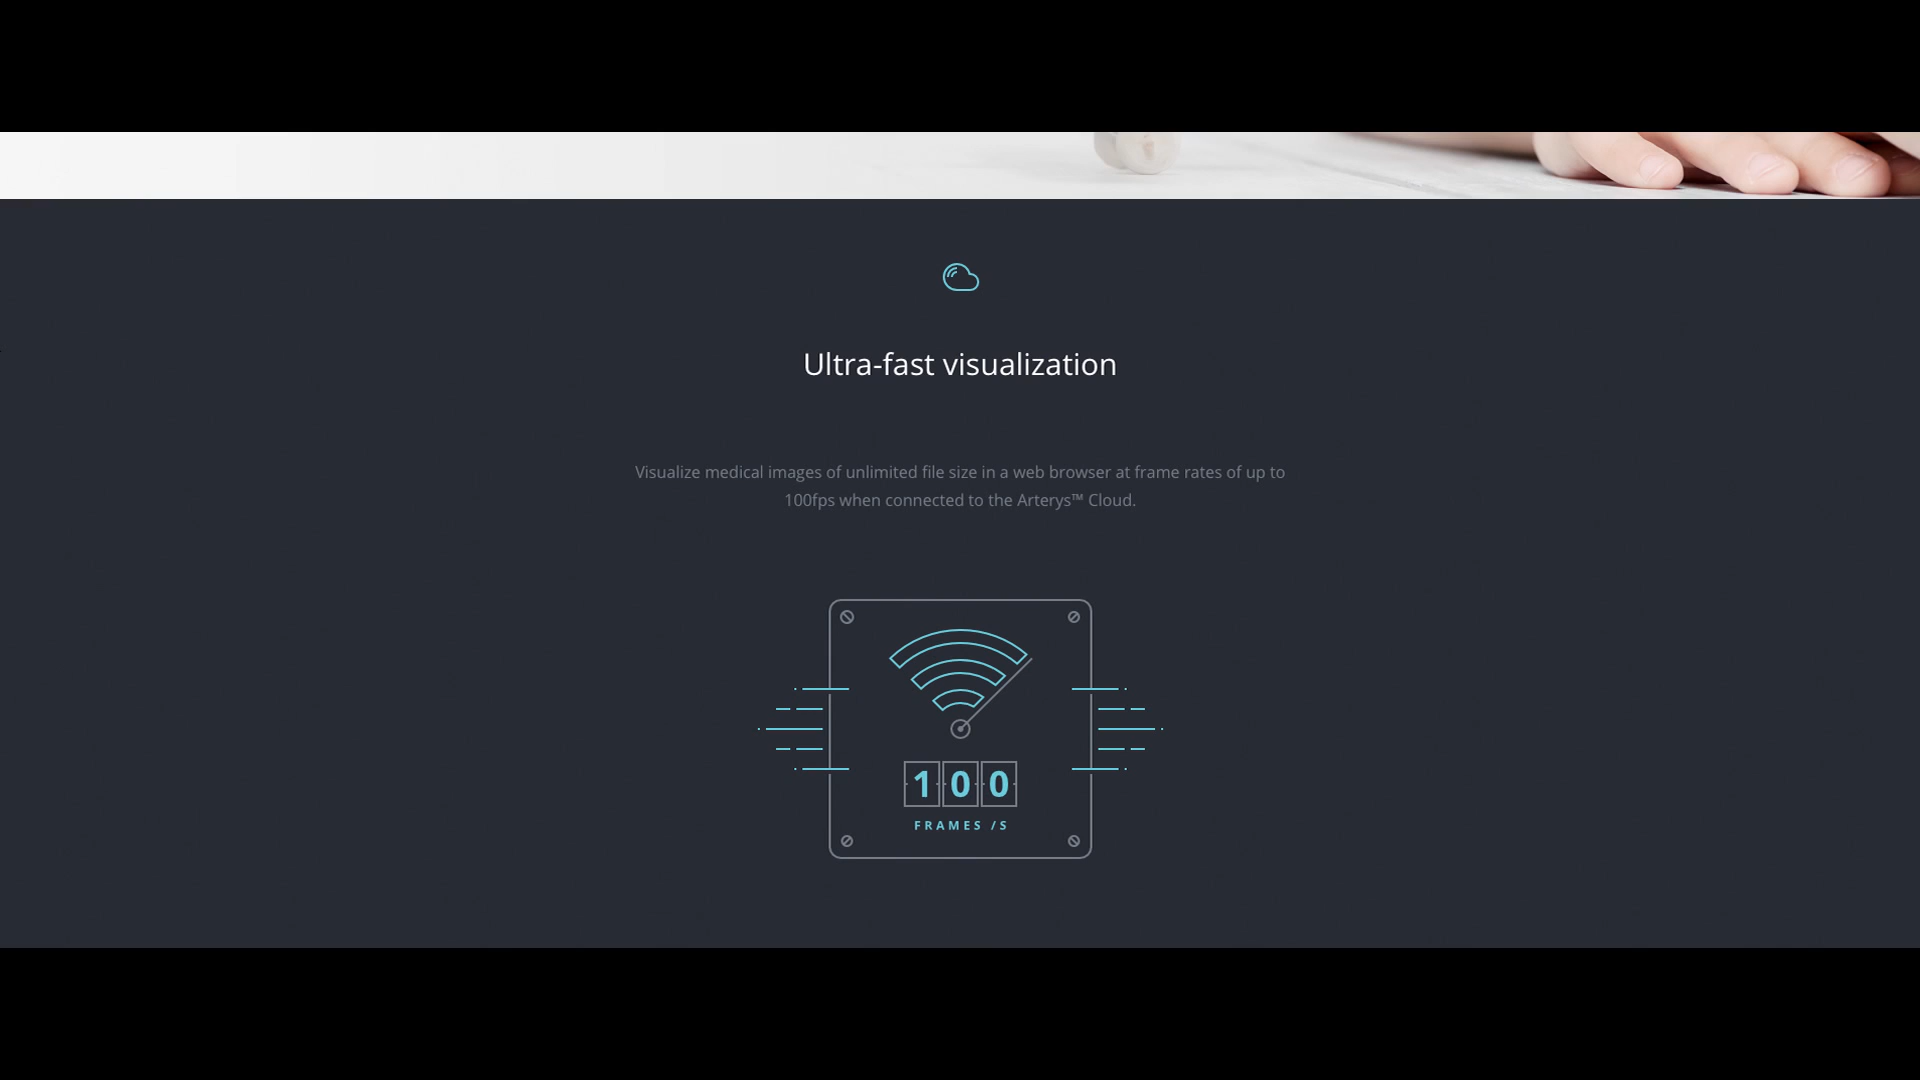 Ultra-fast visualization
Visualize medical images of unlimited file size in a web browser at frame rates of up to
100fps when connected to the Arterys™ Cloud.
100
FRAMES /S